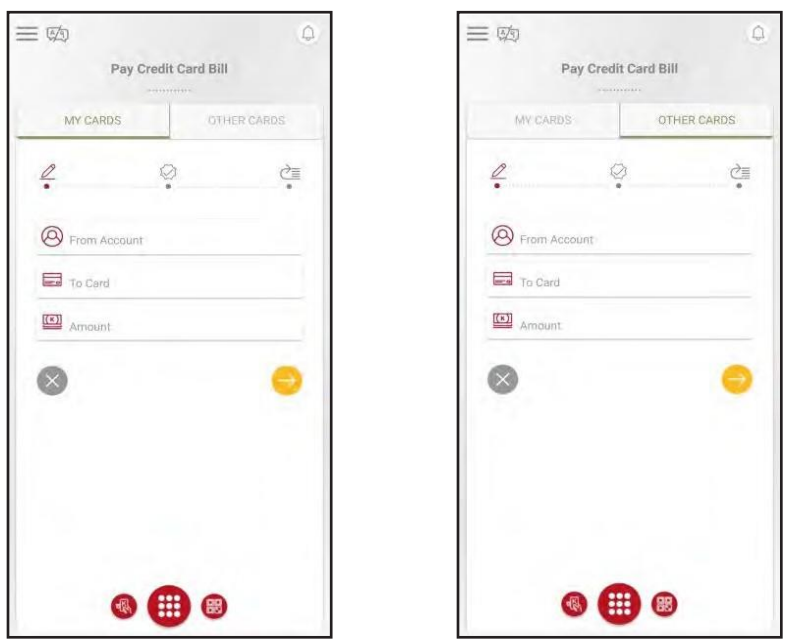 Pay Credit Card Bill
MY CARDS OTHER CARDS
From Account
To Card
Amount
Pay Credit Card Bill
MY CARDS OTHER CARDS
From Account
To Card
Amount